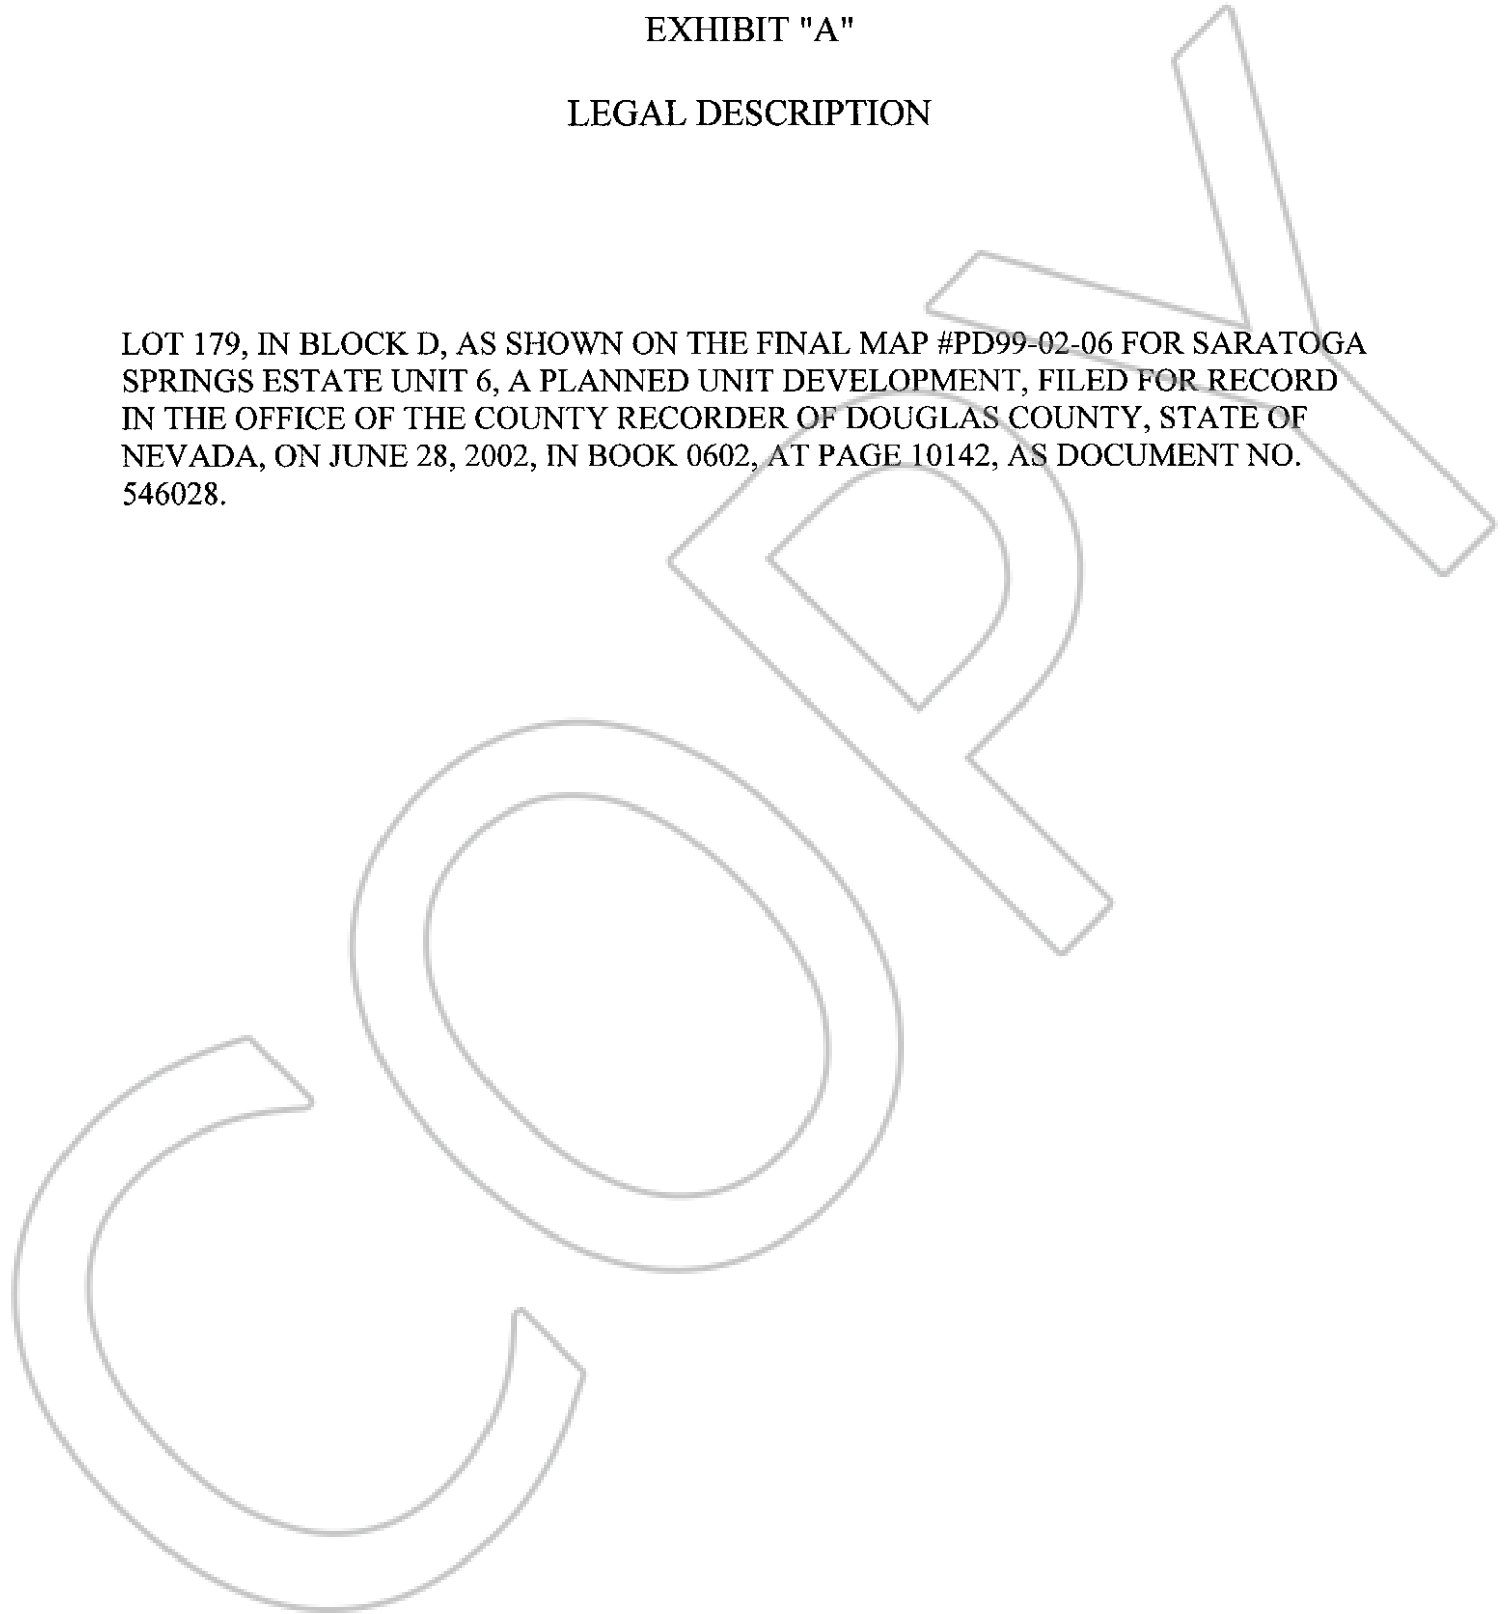 EXHIBIT "A"
LEGAL DESCRIPTION
LOT 179, IN BLOCK D, AS SHOWN ON THE FINAL MAP #PD99-02-06 FOR SARATOGA
SPRINGS ESTATE UNIT 6, A PLANNED UNIT DEVELOPMENT, FILED FOR RECORD
IN THE OFFICE OF THE COUNTY RECORDER OF DOUGLAS COUNTY, STATE OF
NEVADA, ON JUNE 28, 2002, IN BOOK 0602, AT PAGE 10142, AS DOCUMENT NO.
546028.
COPY